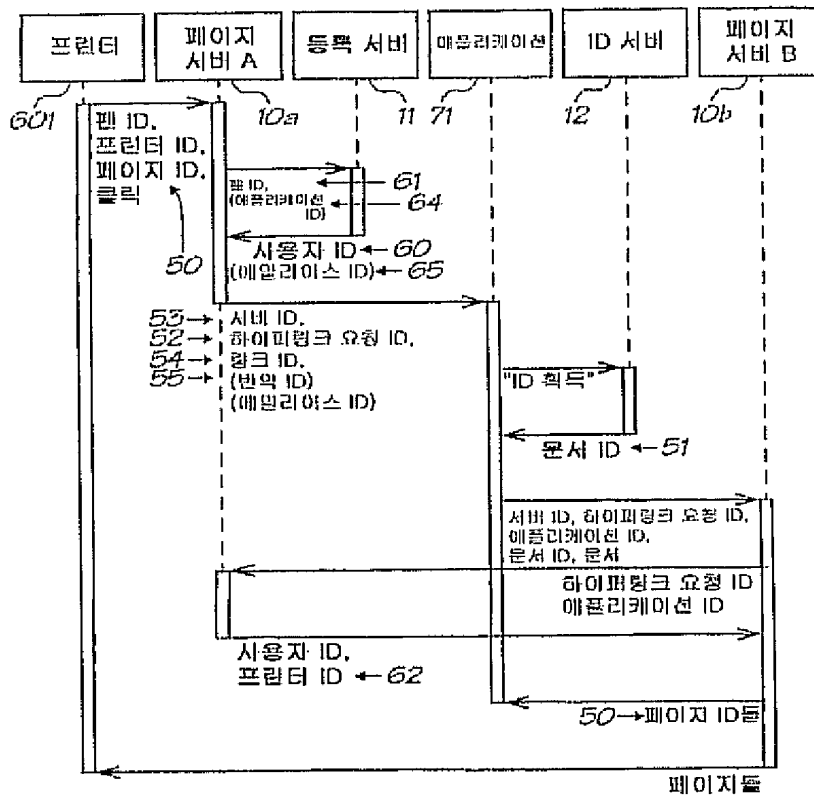 프린터
페이지
서버 A
등록 서버
애플리케이션
ID 서버
페이지
서버 B
601
10a
11
71
12
10b
펜 ID,
프린터 ID,
페이지 ID,
클릭
50
펜 ID,
(애플리케이션
ID)
61
64
사용자 ID 60
(에일리어스 ID) 65
53 서버 ID,
52 하이퍼링크 요청 ID,
54 링크 ID,
55 (반역 ID)
(에일리어스 ID)
"ID 획득"
문서 ID 51
서버 ID, 하이퍼링크 요청 ID,
애플리케이션 ID,
문서 ID, 문서
하이퍼링크 요청 ID
애플리케이션 ID
사용자 ID,
프린터 ID 62
50 페이지 ID들
페이지들